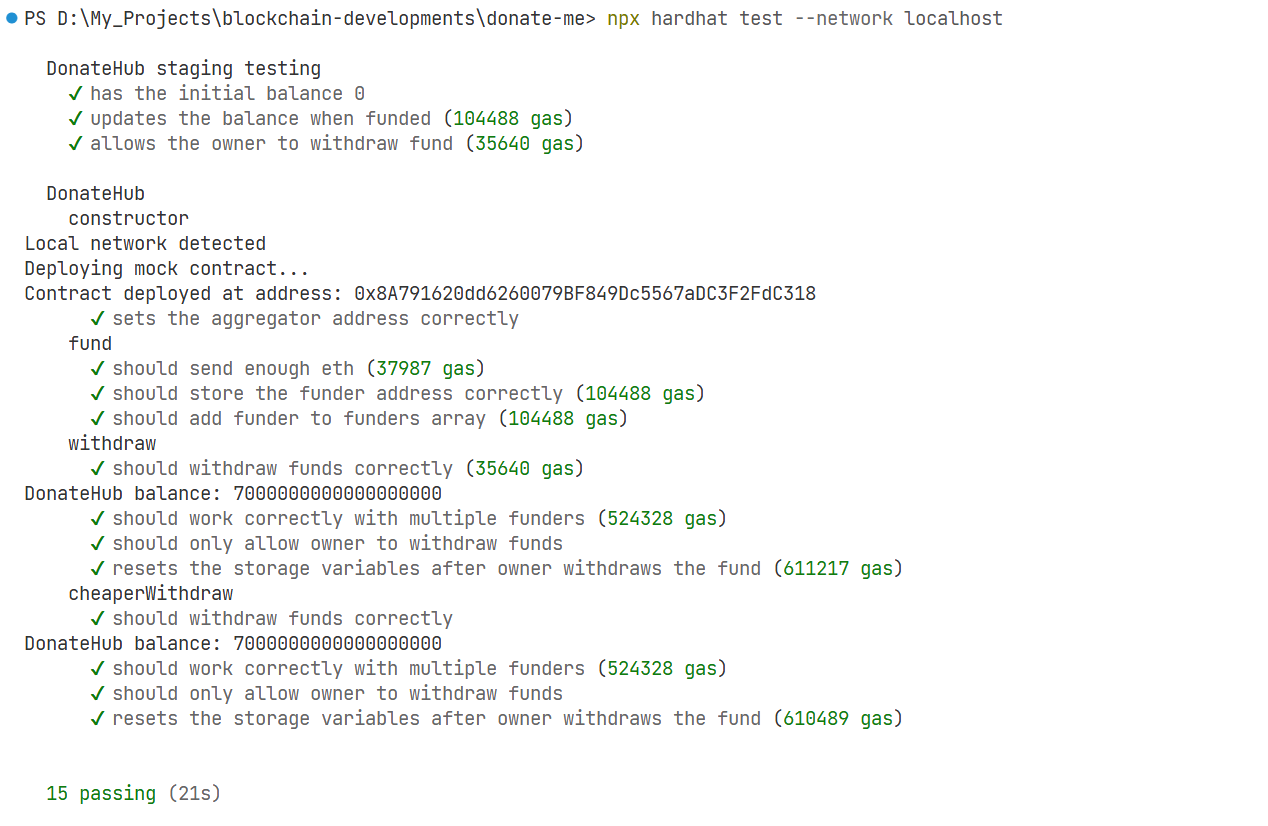 PS D:\My_Projects\blockchain-developments\donate-me> npx hardhat test --network localhost
DonateHub staging testing
✓ has the initial balance 0
✓ updates the balance when funded (104488 gas)
✓ allows the owner to withdraw fund (35640 gas)
DonateHub
constructor
Local network detected
Deploying mock contract...
Contract deployed at address: 0x8A791620dd6260079BF849Dc5567aDC3F2FdC318
✓ sets the aggregator address correctly
fund
✓ should send enough eth (37987 gas)
✓ should store the funder address correctly (104488 gas)
✓ should add funder to funders array (104488 gas)
withdraw
✓ should withdraw funds correctly (35640 gas)
DonateHub balance: 7000000000000000000
✓ should work correctly with multiple funders (524328 gas)
✓ should only allow owner to withdraw funds
✓ resets the storage variables after owner withdraws the fund (611217 gas)
cheaperWithdraw
✓ should withdraw funds correctly
DonateHub balance: 7000000000000000000
✓ should work correctly with multiple funders (524328 gas)
✓ should only allow owner to withdraw funds
✓ resets the storage variables after owner withdraws the fund (610489 gas)
15 passing (21s)